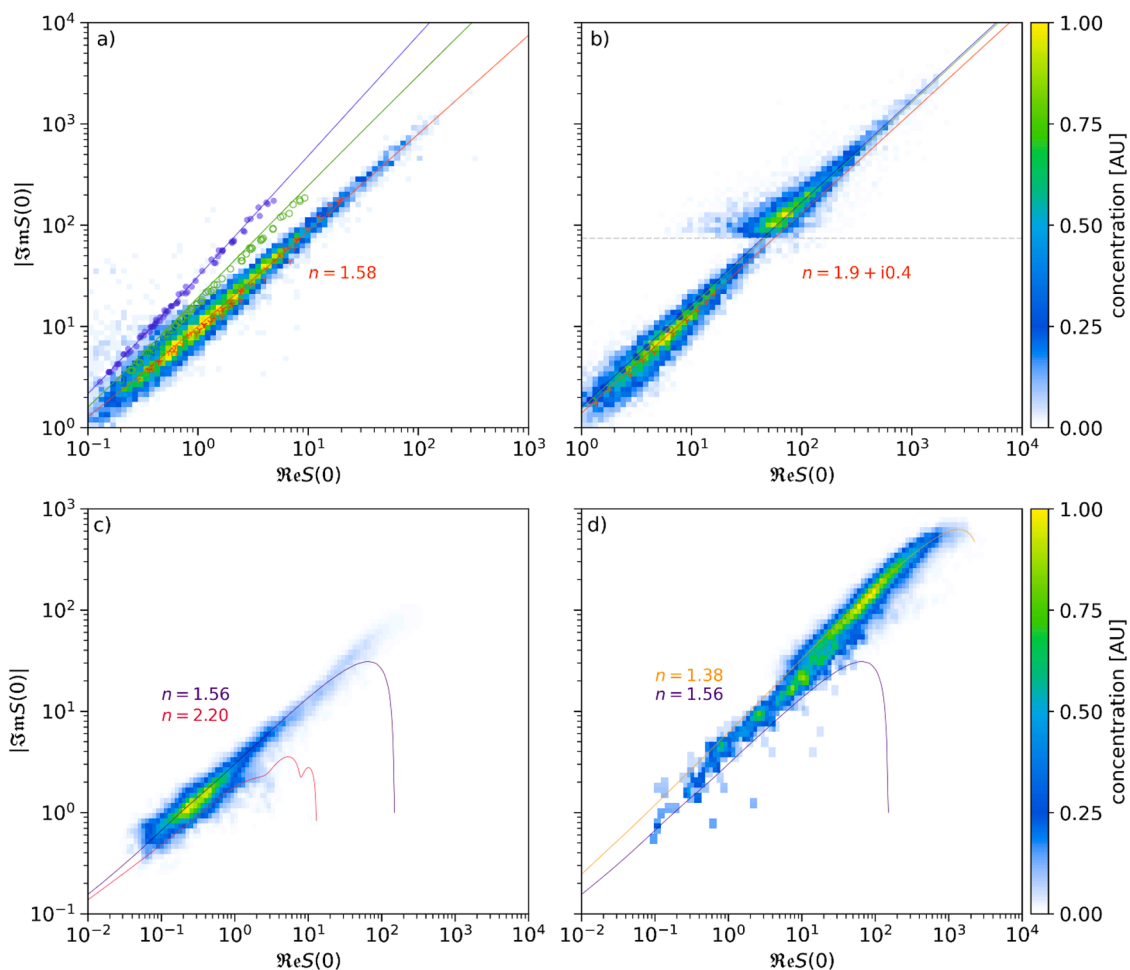 a)
10^4
10^3
10^2
10^1
10^0
|ℑmS(0)|
n = 1.58
10^-1 10^0 10^1 10^2 10^3
ℜeS(0)
b)
n = 1.9 + i0.4
10^0 10^1 10^2 10^3 10^4
ℜeS(0)
1.00
0.75
0.50
0.25
0.00
concentration [AU]
c)
10^3
10^2
10^1
10^0
10^-1
|ℑmS(0)|
n = 1.56
n = 2.20
10^-2 10^-1 10^0 10^1 10^2 10^3 10^4
ℜeS(0)
d)
n = 1.38
n = 1.56
10^-2 10^-1 10^0 10^1 10^2 10^3 10^4
ℜeS(0)
1.00
0.75
0.50
0.25
0.00
concentration [AU]